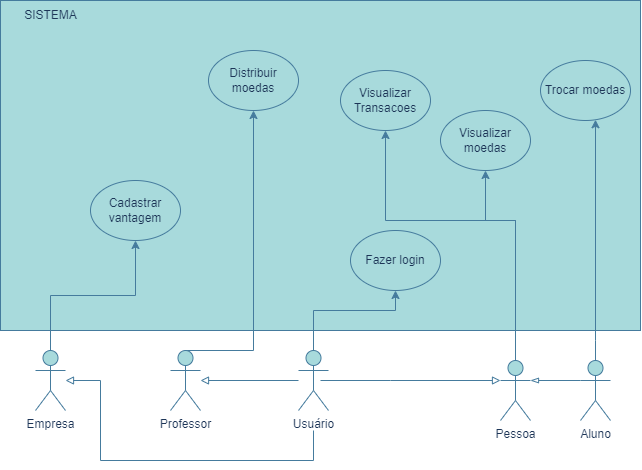 SISTEMA
Distribuir
moedas
Visualizar
Transacoes
Trocar moedas
Visualizar
moedas
Cadastrar
vantagem
Fazer login
Empresa
Professor
Usuário
Pessoa
Aluno